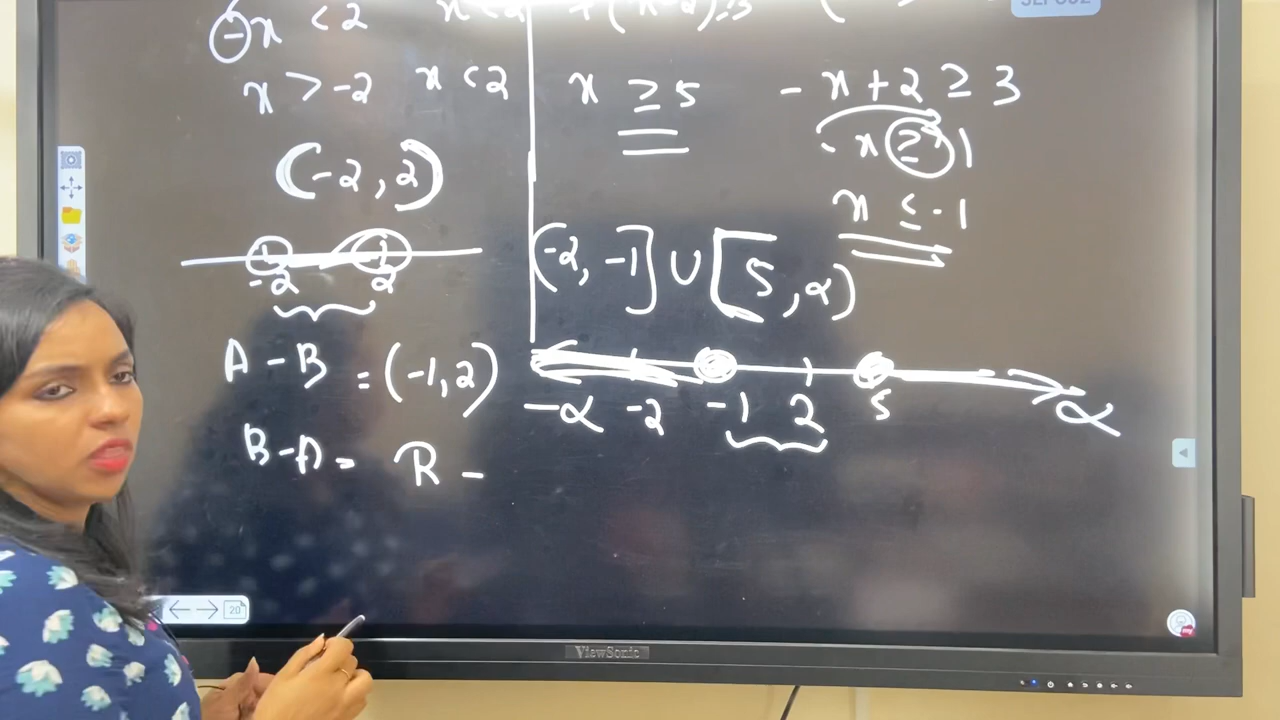 -x < 2
x > -2   x < 2
(-2, 2)
-2   2
A - B = (-1, 2)
B - A = R -
x ≥ 5
- x + 2 ≥ 3
- x ≥ 1
x ≤ -1
(-2, -1] ∪ [5, α)
-α   -2   -1   2   5   α
20
ViewSonic